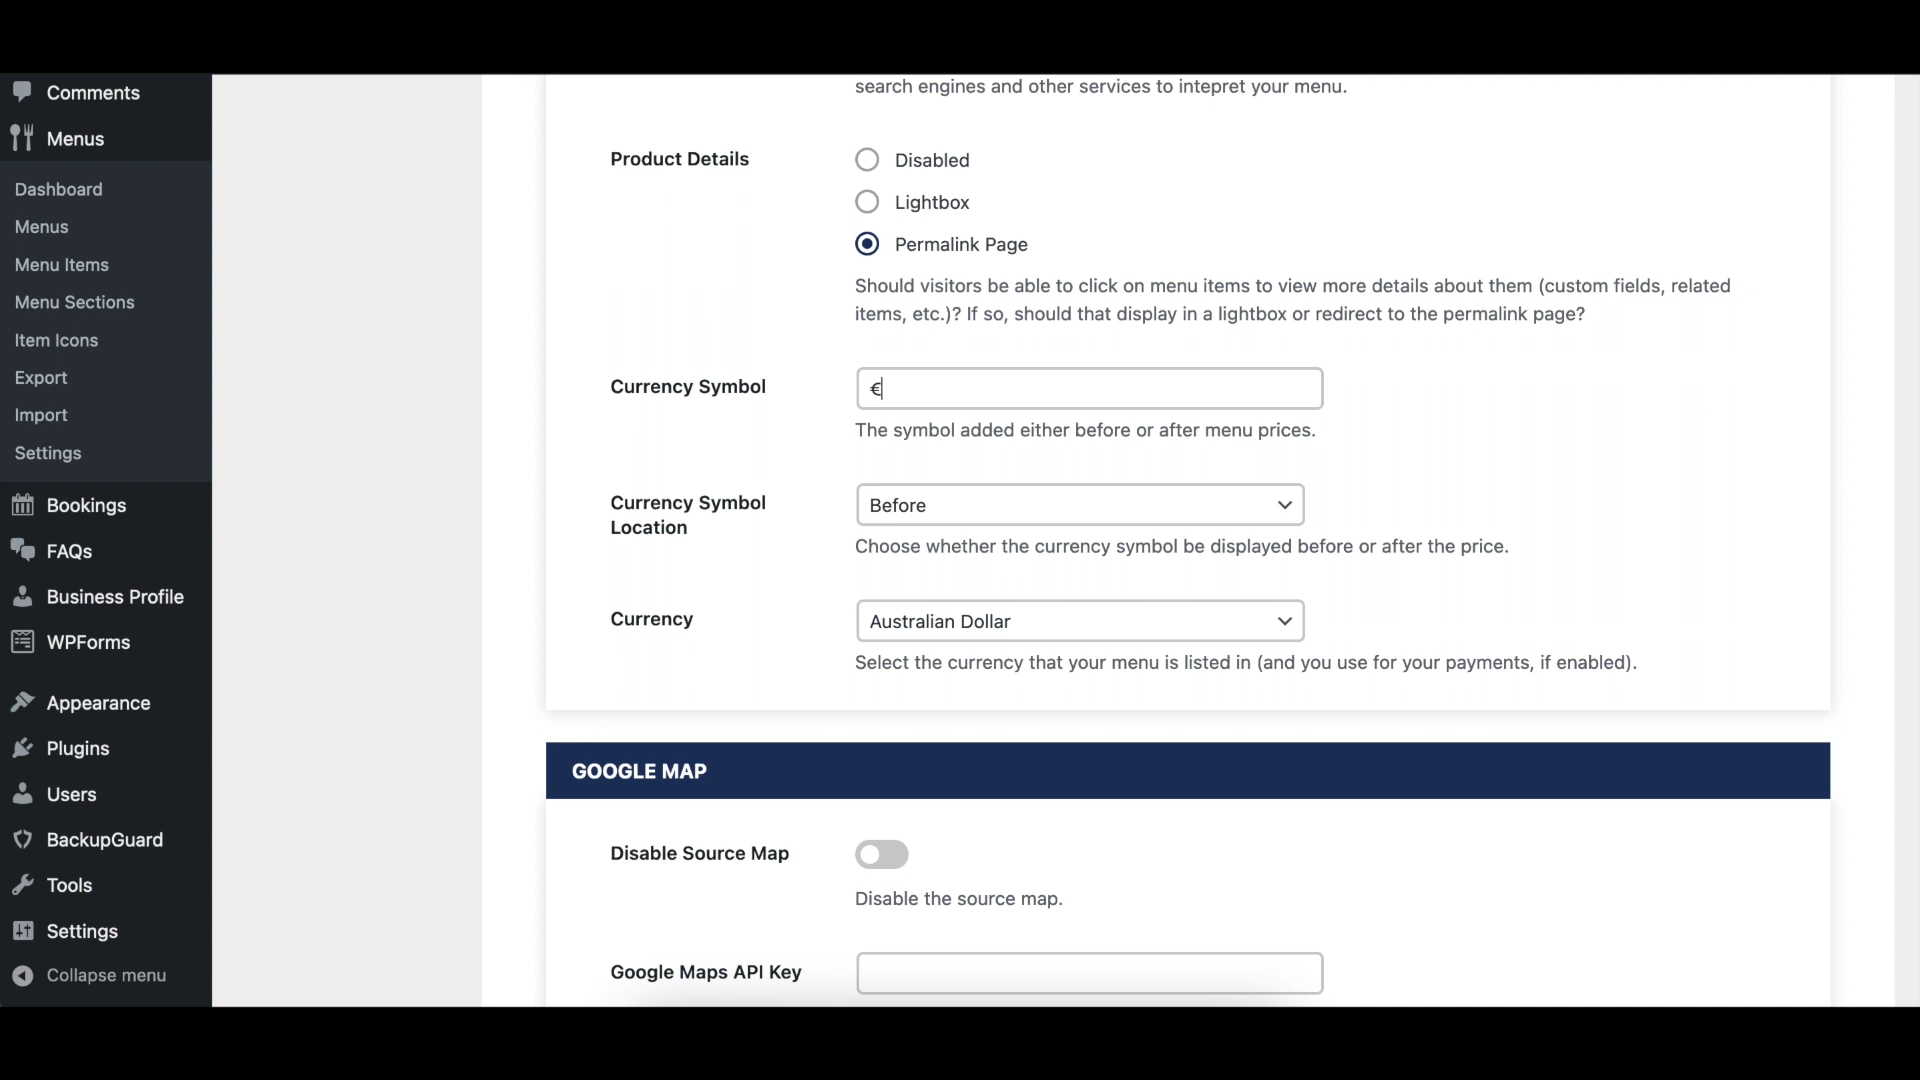 Comments
Menus
Dashboard
Menus
Menu Items
Menu Sections
Item Icons
Export
Import
Settings
Bookings
FAQs
Business Profile
WPForms
Appearance
Plugins
Users
BackupGuard
Tools
Settings
Collapse menu
search engines and other services to intepret your menu.
Product Details
Disabled
Lightbox
Permalink Page
Should visitors be able to click on menu items to view more details about them (custom fields, related
items, etc.)? If so, should that display in a lightbox or redirect to the permalink page?
Currency Symbol
€
The symbol added either before or after menu prices.
Currency Symbol
Location
Before
Choose whether the currency symbol be displayed before or after the price.
Currency
Australian Dollar
Select the currency that your menu is listed in (and you use for your payments, if enabled).
GOOGLE MAP
Disable Source Map
Disable the source map.
Google Maps API Key